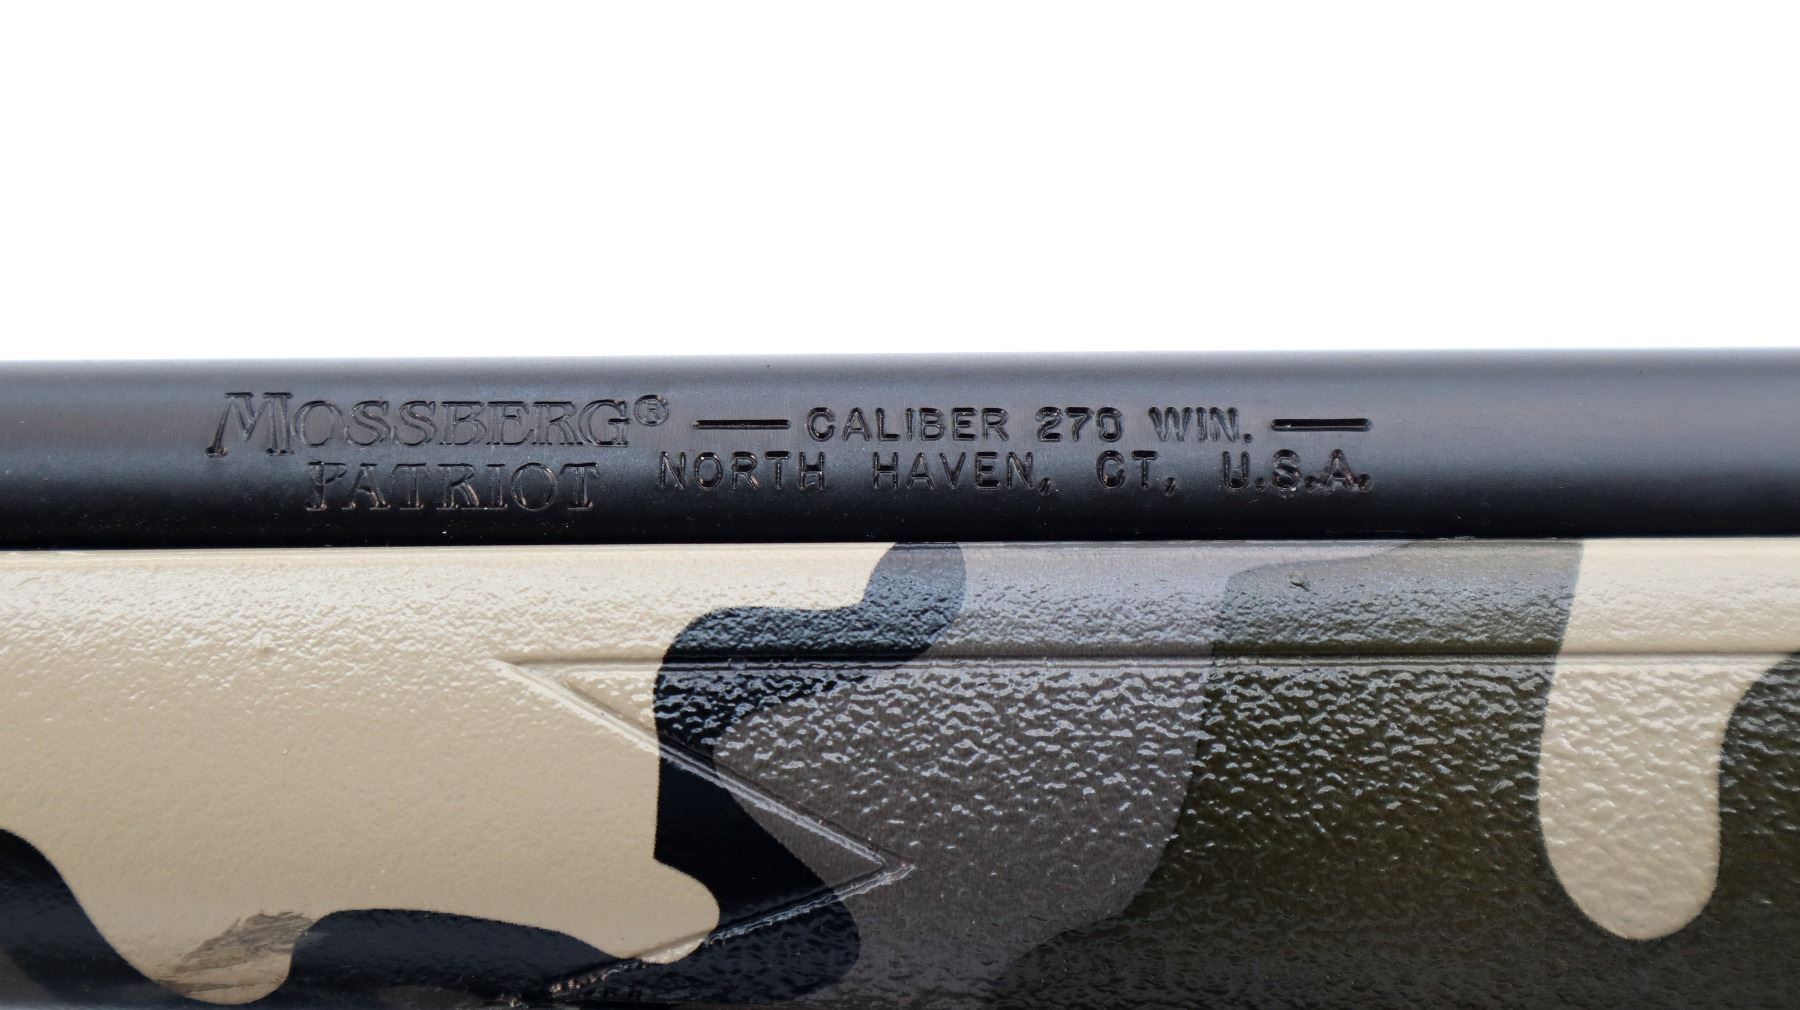 MOSSBERG® — CALIBER 270 WIN. —
PATRIOT NORTH HAVEN, CT, U.S.A.